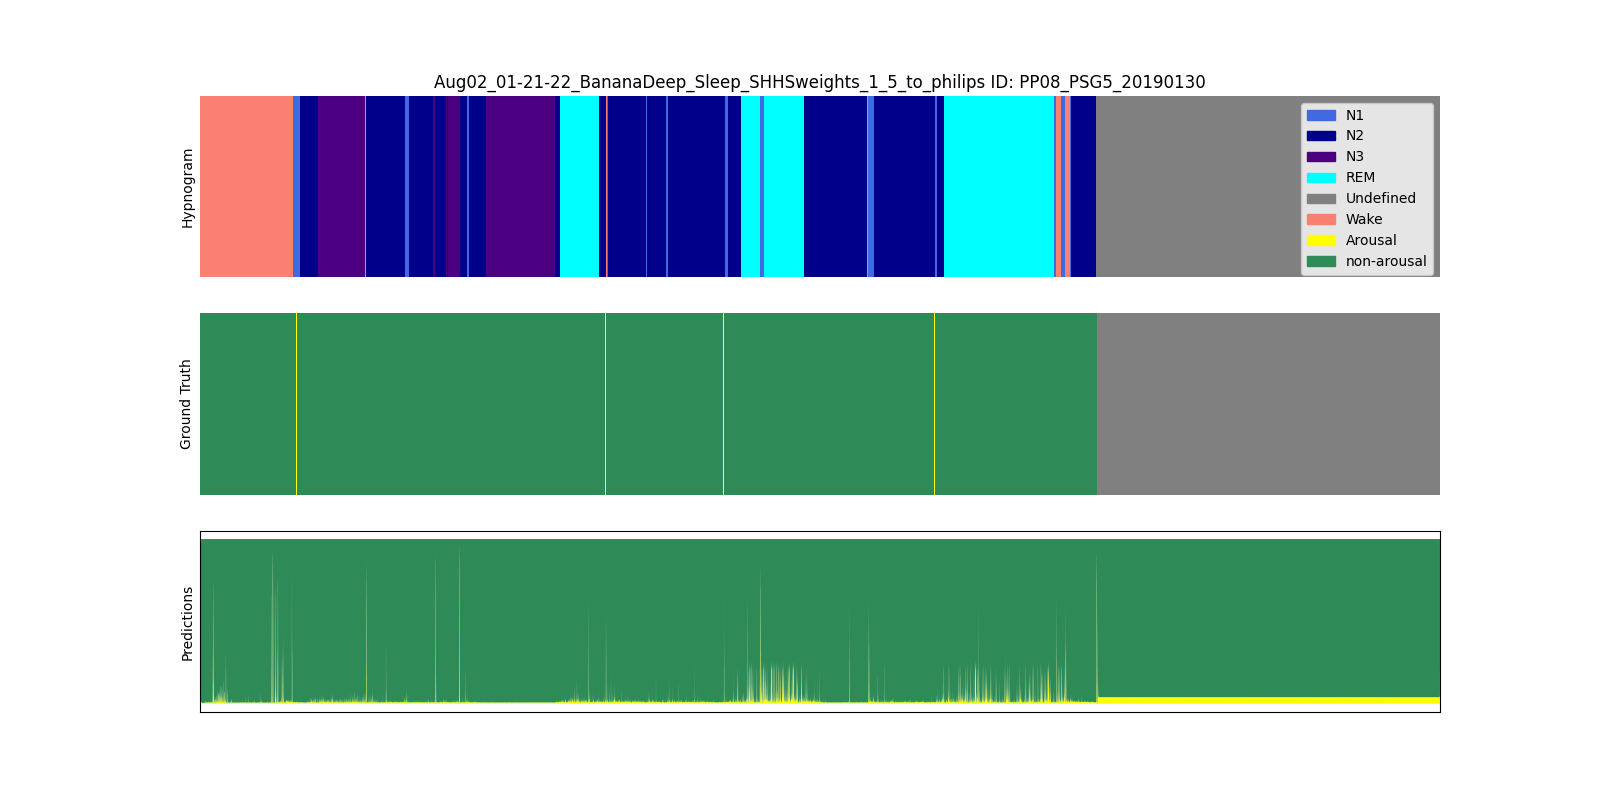 Aug02_01-21-22_BananaDeep_Sleep_SHHSweights_1_5_to_philips ID: PP08_PSG5_20190130
Hypnogram
N1
N2
N3
REM
Undefined
Wake
Arousal
non-arousal
Ground Truth
Predictions